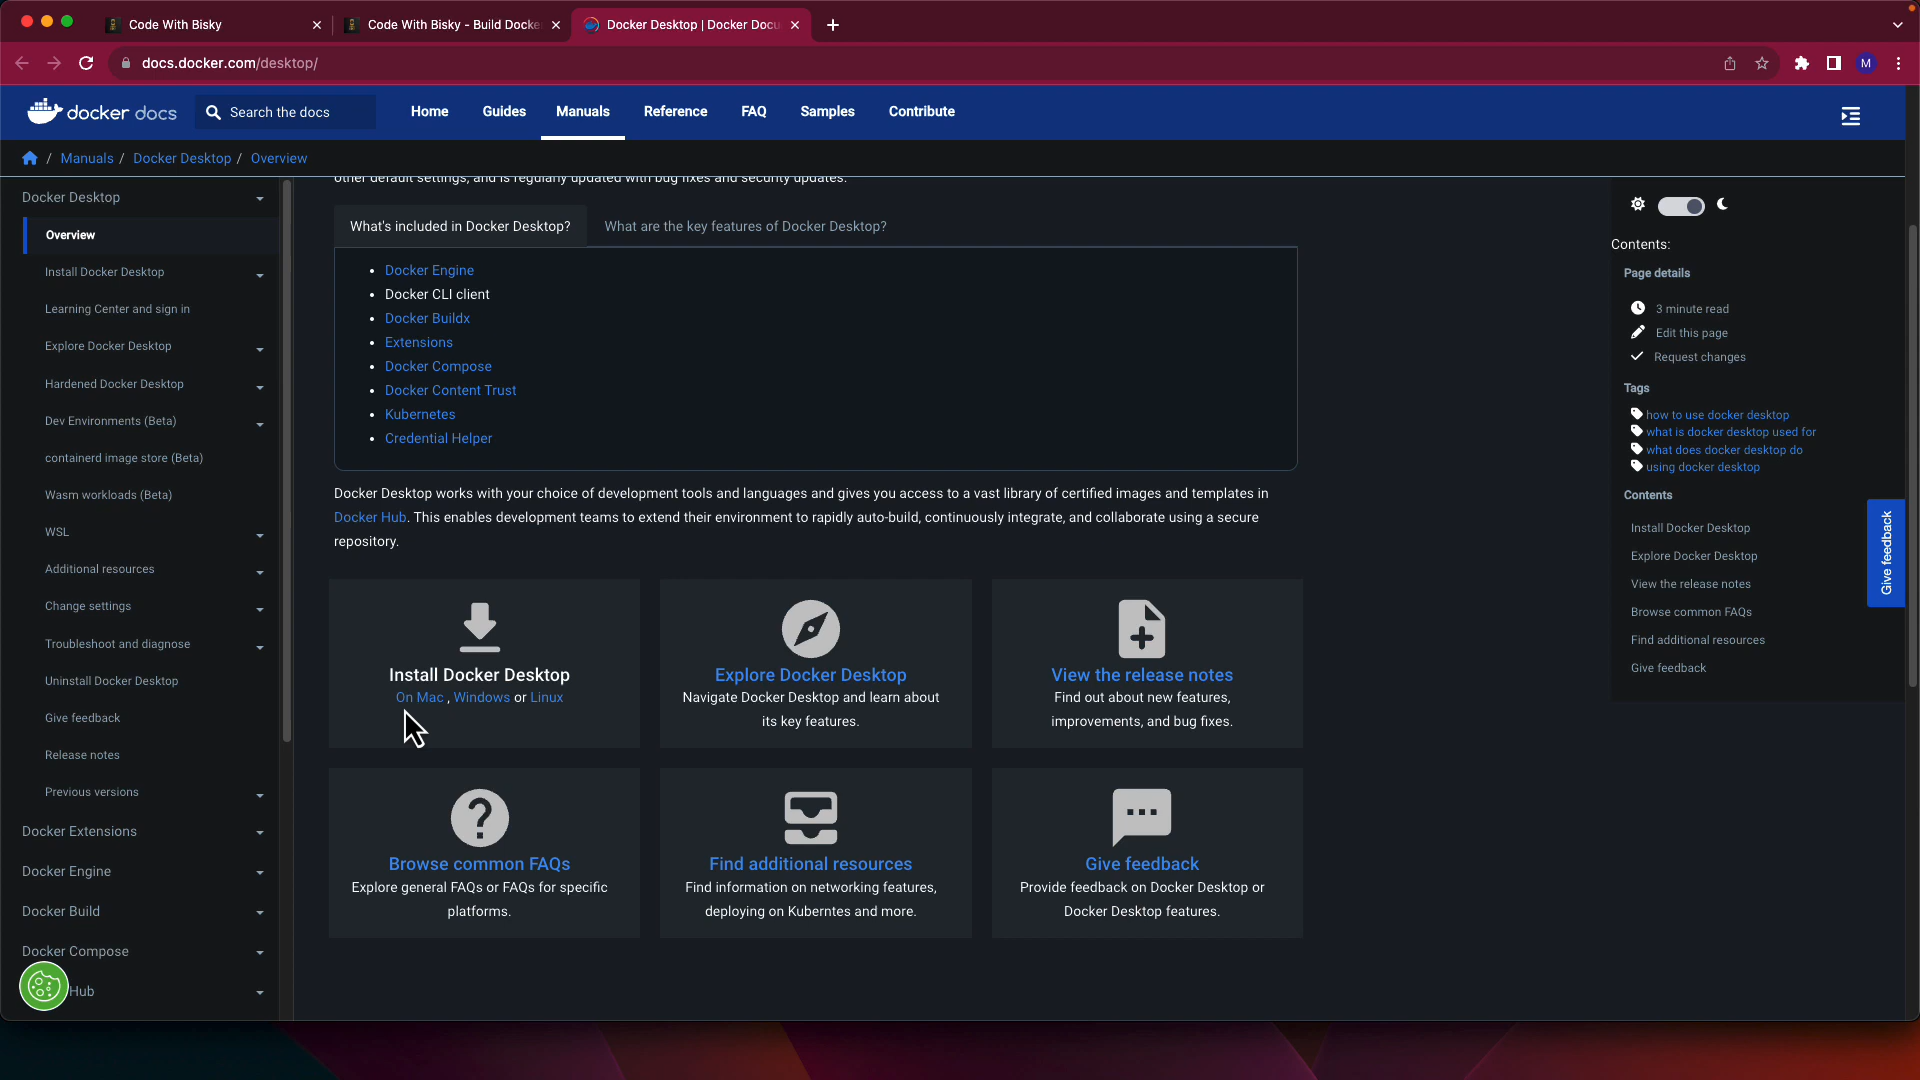 Code With Bisky
Code With Bisky - Build Docke
Docker Desktop | Docker Docu
docs.docker.com/desktop/
M
docker docs
Search the docs
Home
Guides
Manuals
Reference
FAQ
Samples
Contribute
/ Manuals / Docker Desktop / Overview
Docker Desktop
Overview
Install Docker Desktop
Learning Center and sign in
Explore Docker Desktop
Hardened Docker Desktop
Dev Environments (Beta)
containerd image store (Beta)
Wasm workloads (Beta)
WSL
Additional resources
Change settings
Troubleshoot and diagnose
Uninstall Docker Desktop
Give feedback
Release notes
Previous versions
Docker Extensions
Docker Engine
Docker Build
Docker Compose
Hub
other default settings, and is regularly updated with bug fixes and security updates.
What's included in Docker Desktop?
What are the key features of Docker Desktop?
Docker Engine
Docker CLI client
Docker Buildx
Extensions
Docker Compose
Docker Content Trust
Kubernetes
Credential Helper
Docker Desktop works with your choice of development tools and languages and gives you access to a vast library of certified images and templates in
Docker Hub. This enables development teams to extend their environment to rapidly auto-build, continuously integrate, and collaborate using a secure
repository.
Install Docker Desktop
On Mac , Windows or Linux
Explore Docker Desktop
Navigate Docker Desktop and learn about
its key features.
View the release notes
Find out about new features,
improvements, and bug fixes.
Browse common FAQs
Explore general FAQs or FAQs for specific
platforms.
Find additional resources
Find information on networking features,
deploying on Kuberntes and more.
Give feedback
Provide feedback on Docker Desktop or
Docker Desktop features.
Contents:
Page details
3 minute read
Edit this page
Request changes
Tags
how to use docker desktop
what is docker desktop used for
what does docker desktop do
using docker desktop
Contents
Install Docker Desktop
Explore Docker Desktop
View the release notes
Browse common FAQs
Find additional resources
Give feedback
Give feedback